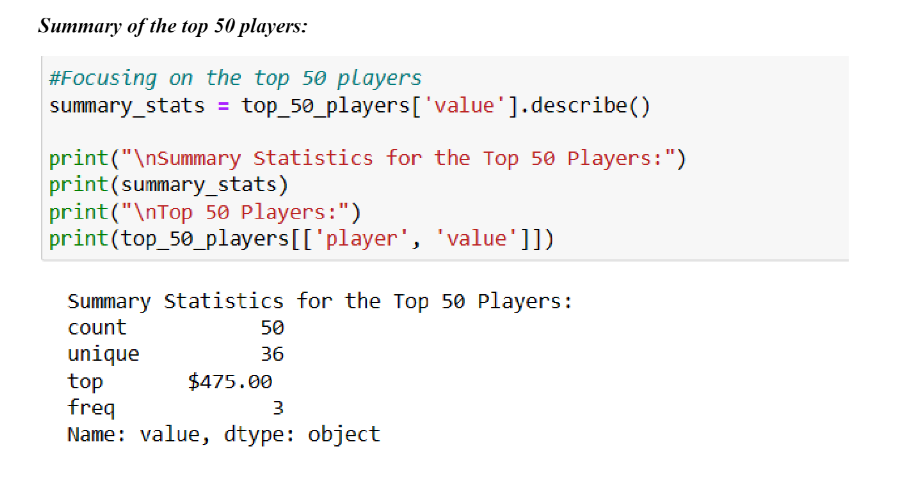 Summary of the top 50 players:
#Focusing on the top 50 players
summary_stats = top_50_players['value'].describe()
print("\nSummary Statistics for the Top 50 Players:")
print(summary_stats)
print("\nTop 50 Players:")
print(top_50_players[['player', 'value']])
Summary Statistics for the Top 50 Players:
count 50
unique 36
top $475.00
freq 3
Name: value, dtype: object